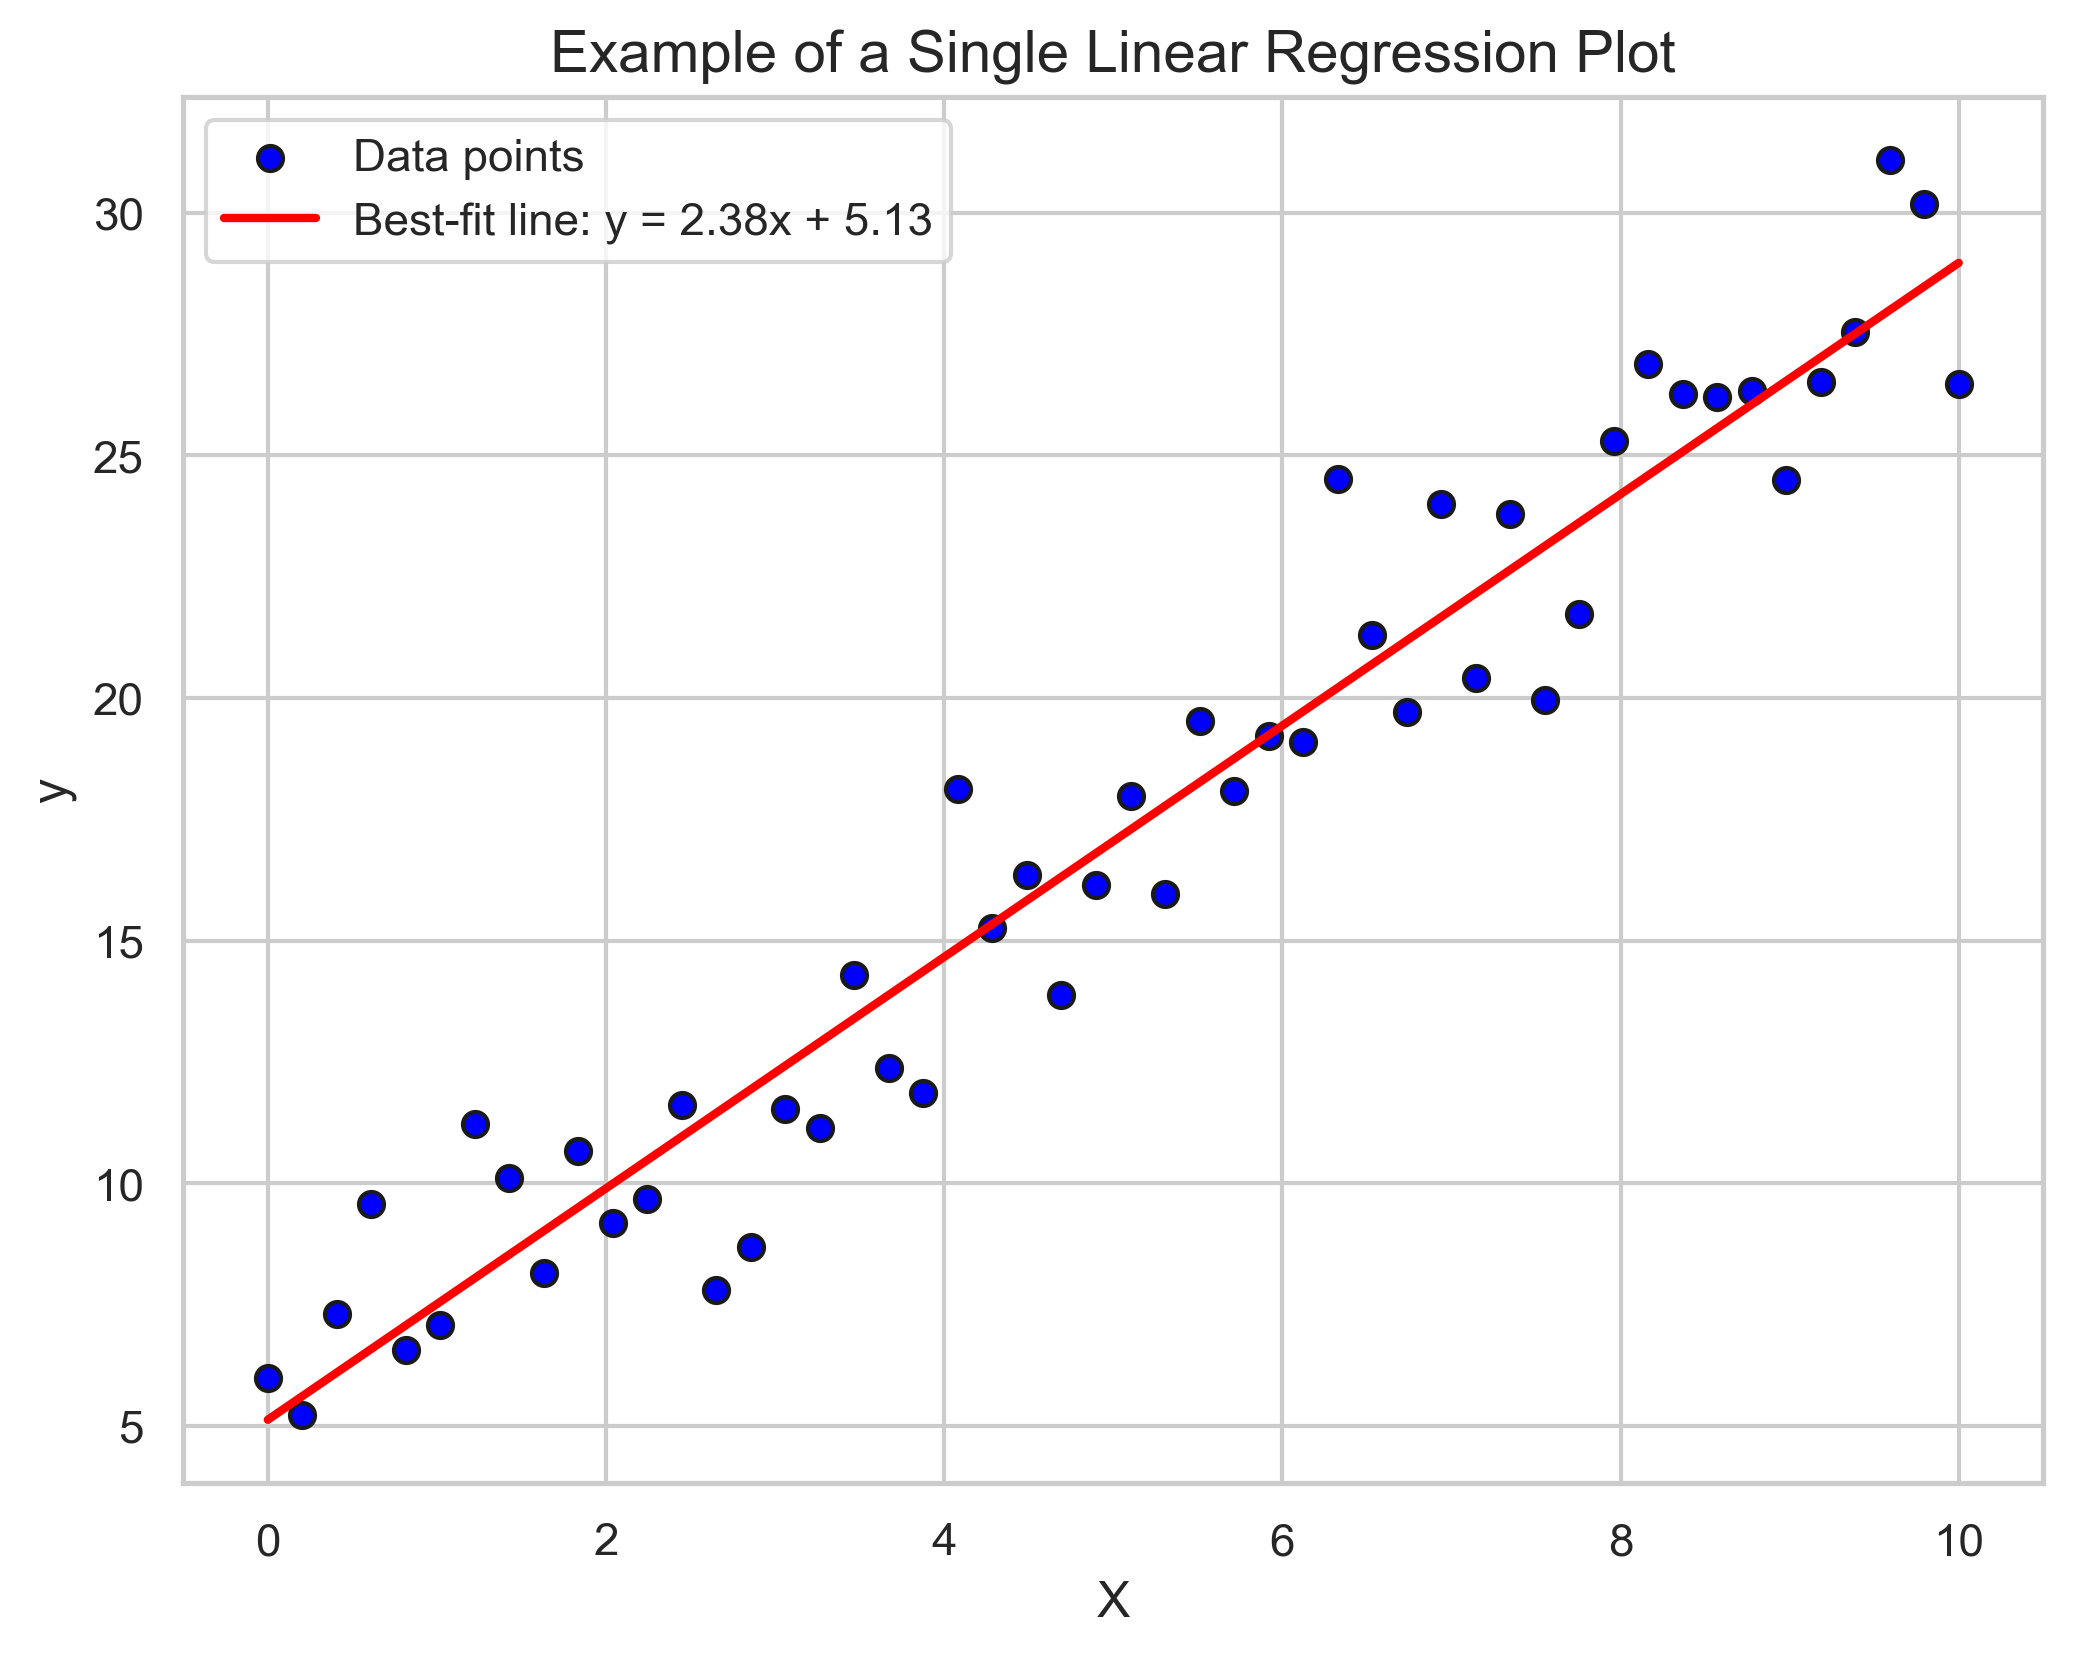 Example of a Single Linear Regression Plot
Data points
Best-fit line: y = 2.38x + 5.13
30
25
20
15
10
5
y
0 2 4 6 8 10
X